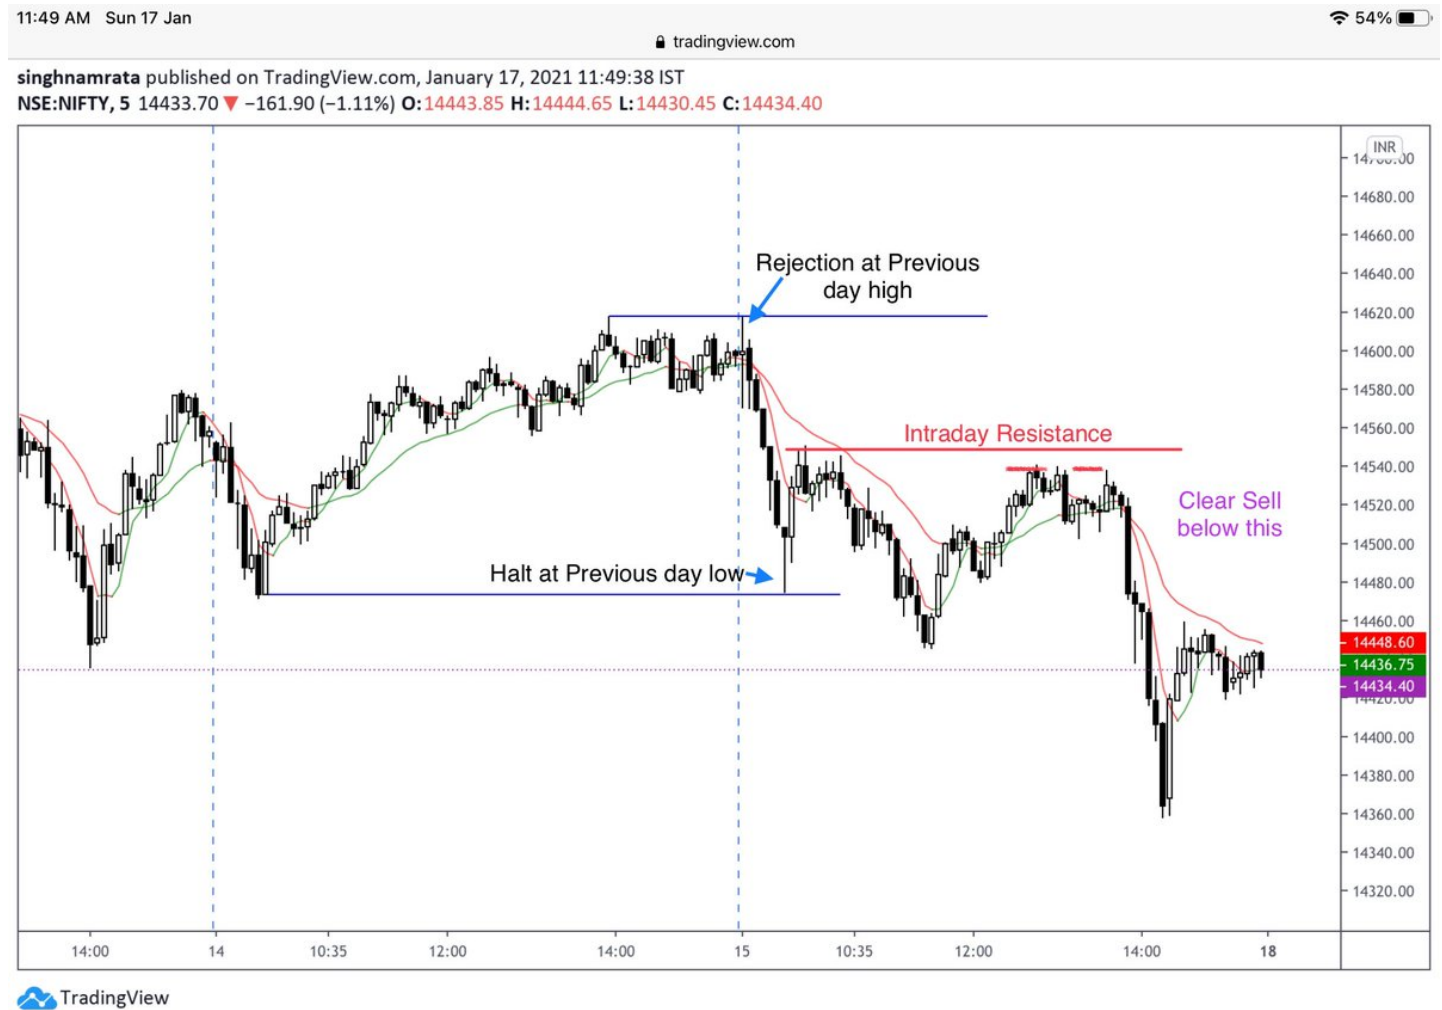 11:49 AM Sun 17 Jan
54%
tradingview.com
singhnamrata published on TradingView.com, January 17, 2021 11:49:38 IST
NSE:NIFTY, 5 14433.70 ▼ −161.90 (−1.11%) O:14443.85 H:14444.65 L:14430.45 C:14434.40
INR
14680.00
14660.00
Rejection at Previous
day high
14640.00
14620.00
14600.00
14580.00
14560.00
Intraday Resistance
14540.00
Clear Sell
below this
14520.00
14500.00
Halt at Previous day low
14480.00
14460.00
14448.60
14436.75
14434.40
14420.00
14400.00
14380.00
14360.00
14340.00
14320.00
14:00 14 10:35 12:00 14:00 15 10:35 12:00 14:00 18
TradingView